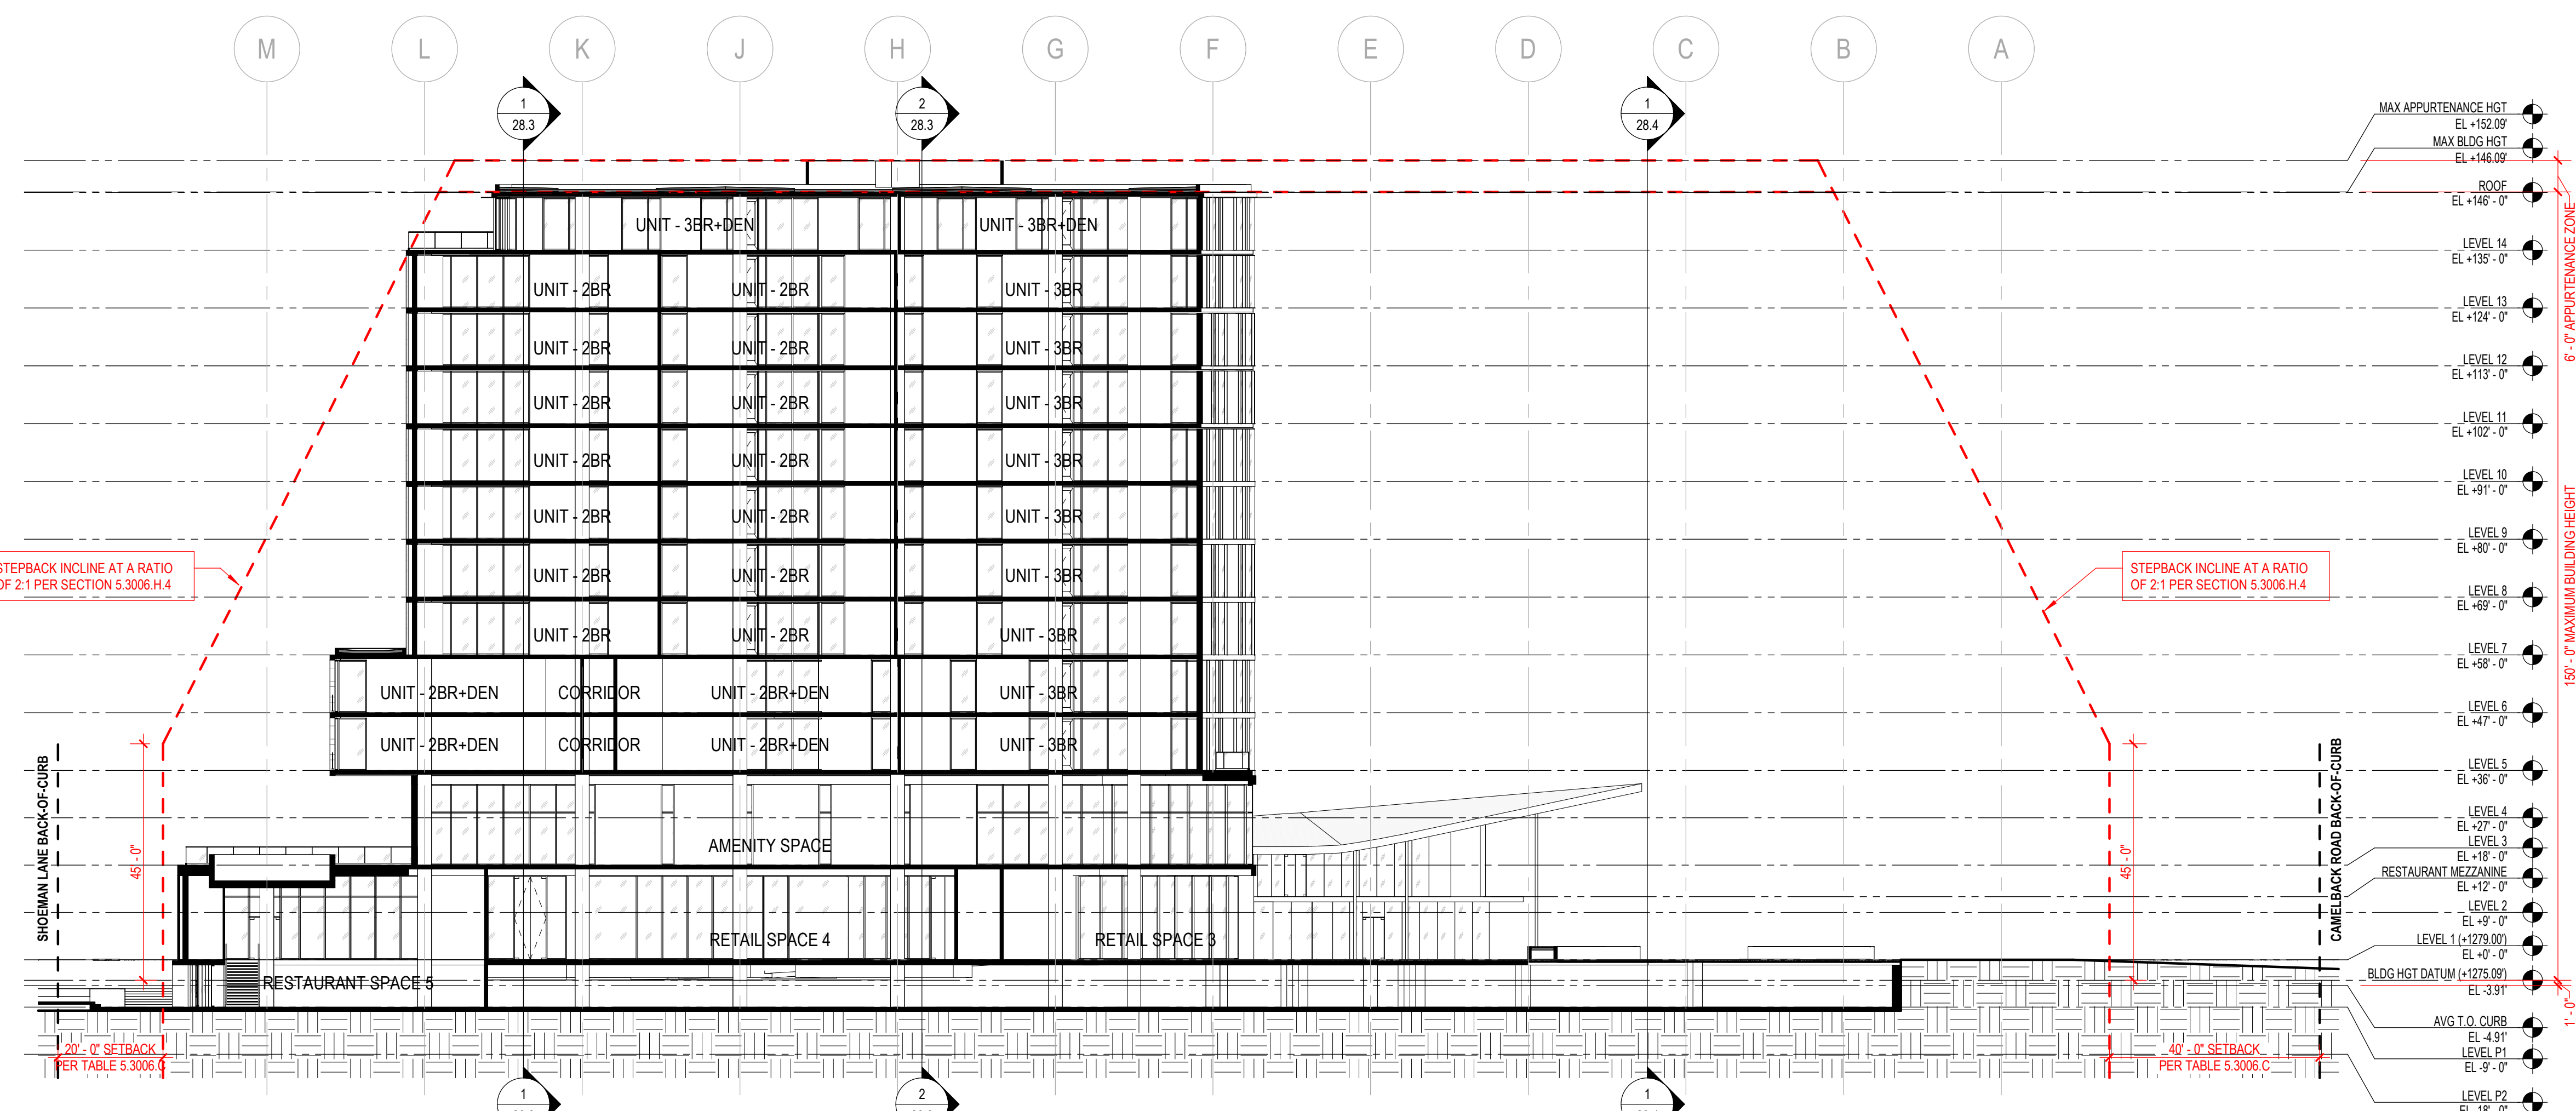 M L K J H G F E D C B A
1
28.3
2
28.3
1
28.4
MAX APPURTENANCE HGT
EL +152.09'
MAX BLDG HGT
EL +146.09'
ROOF
EL +146' - 0"
LEVEL 14
EL +135' - 0"
LEVEL 13
EL +124' - 0"
LEVEL 12
EL +113' - 0"
LEVEL 11
EL +102' - 0"
LEVEL 10
EL +91' - 0"
LEVEL 9
EL +80' - 0"
LEVEL 8
EL +69' - 0"
LEVEL 7
EL +58' - 0"
LEVEL 6
EL +47' - 0"
LEVEL 5
EL +36' - 0"
LEVEL 4
EL +27' - 0"
LEVEL 3
EL +18' - 0"
RESTAURANT MEZZANINE
EL +12' - 0"
LEVEL 2
EL +9' - 0"
LEVEL 1 (+1279.00')
EL +0' - 0"
BLDG HGT DATUM (+1275.09')
EL -3.91'
AVG T.O. CURB
EL -4.91'
LEVEL P1
EL -9' - 0"
LEVEL P2
EL -18' - 0"
6' - 0" APPURTENANCE ZONE
150' - 0" MAXIMUM BUILDING HEIGHT
1' - 0"
UNIT - 3BR+DEN UNIT - 3BR+DEN
UNIT - 2BR UNIT - 2BR UNIT - 3BR
UNIT - 2BR UNIT - 2BR UNIT - 3BR
UNIT - 2BR UNIT - 2BR UNIT - 3BR
UNIT - 2BR UNIT - 2BR UNIT - 3BR
UNIT - 2BR UNIT - 2BR UNIT - 3BR
UNIT - 2BR UNIT - 2BR UNIT - 3BR
UNIT - 2BR UNIT - 2BR UNIT - 3BR
UNIT - 2BR+DEN CORRIDOR UNIT - 2BR+DEN UNIT - 3BR
UNIT - 2BR+DEN CORRIDOR UNIT - 2BR+DEN UNIT - 3BR
AMENITY SPACE
RETAIL SPACE 4 RETAIL SPACE 3
RESTAURANT SPACE 5
STEPBACK INCLINE AT A RATIO
OF 2:1 PER SECTION 5.3006.H.4
STEPBACK INCLINE AT A RATIO
OF 2:1 PER SECTION 5.3006.H.4
SHOEMAN LANE BACK-OF-CURB
45' - 0"
45' - 0"
CAMELBACK ROAD BACK-OF-CURB
20' - 0" SETBACK
PER TABLE 5.3006.C
40' - 0" SETBACK
PER TABLE 5.3006.C
1
2
1